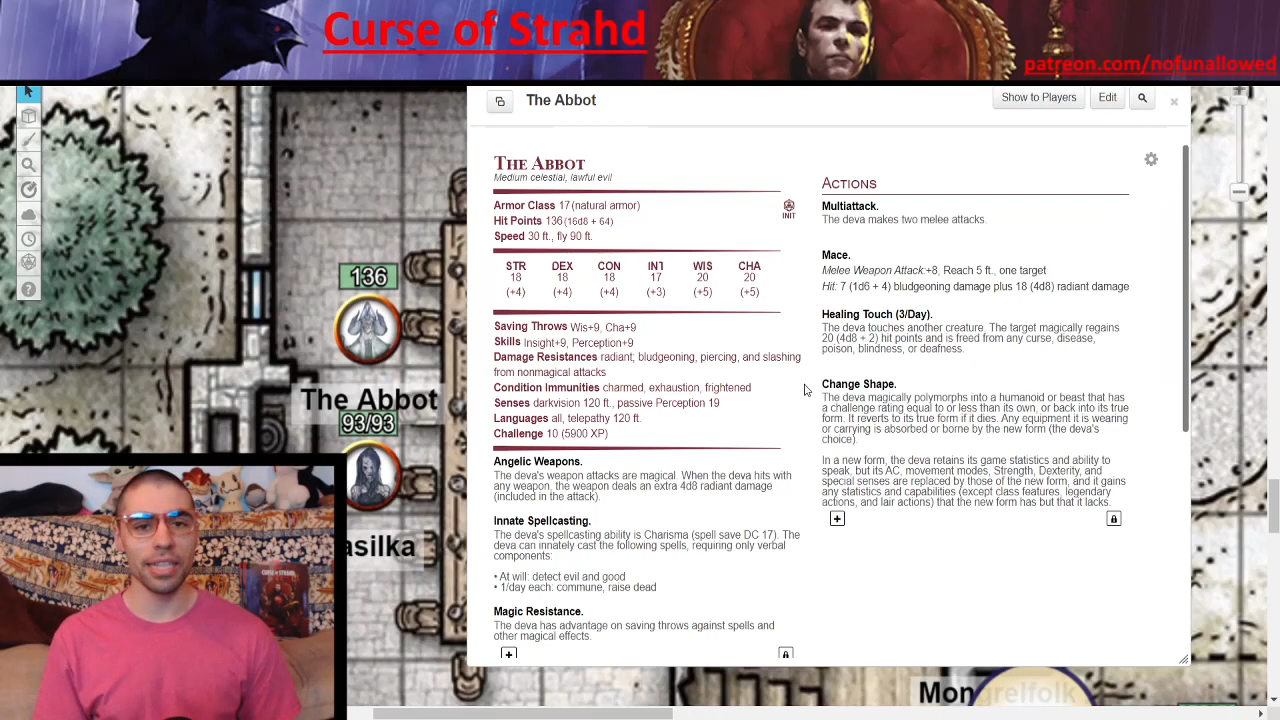 Curse of Strahd
patreon.com/nofunallowed
The Abbot
Show to Players
Edit
THE ABBOT
Medium celestial, lawful evil
Armor Class 17 (natural armor)
Hit Points 136 (16d8 + 64)
Speed 30 ft., fly 90 ft.
INIT
STR DEX CON INT WIS CHA
18 18 18 17 20 20
(+4) (+4) (+4) (+3) (+5) (+5)
Saving Throws Wis+9, Cha+9
Skills Insight+9, Perception+9
Damage Resistances radiant; bludgeoning, piercing, and slashing
from nonmagical attacks
Condition Immunities charmed, exhaustion, frightened
Senses darkvision 120 ft., passive Perception 19
Languages all, telepathy 120 ft.
Challenge 10 (5900 XP)
Angelic Weapons.
The deva's weapon attacks are magical. When the deva hits with
any weapon, the weapon deals an extra 4d8 radiant damage
(included in the attack).
Innate Spellcasting.
The deva's spellcasting ability is Charisma (spell save DC 17). The
deva can innately cast the following spells, requiring only verbal
components:
• At will: detect evil and good
• 1/day each: commune, raise dead
Magic Resistance.
The deva has advantage on saving throws against spells and
other magical effects.
ACTIONS
Multiattack.
The deva makes two melee attacks.
Mace.
Melee Weapon Attack:+8, Reach 5 ft., one target
Hit: 7 (1d6 + 4) bludgeoning damage plus 18 (4d8) radiant damage
Healing Touch (3/Day).
The deva touches another creature. The target magically regains
20 (4d8 + 2) hit points and is freed from any curse, disease,
poison, blindness, or deafness.
Change Shape.
The deva magically polymorphs into a humanoid or beast that has
a challenge rating equal to or less than its own, or back into its true
form. It reverts to its true form if it dies. Any equipment it is wearing
or carrying is absorbed or borne by the new form (the deva's
choice).
In a new form, the deva retains its game statistics and ability to
speak, but its AC, movement modes, Strength, Dexterity, and
special senses are replaced by those of the new form, and it gains
any statistics and capabilities (except class features, legendary
actions, and lair actions) that the new form has but that it lacks.
136
The Abbot
93/93
asilka
CURSE OF STRAHD
Mongrelfolk